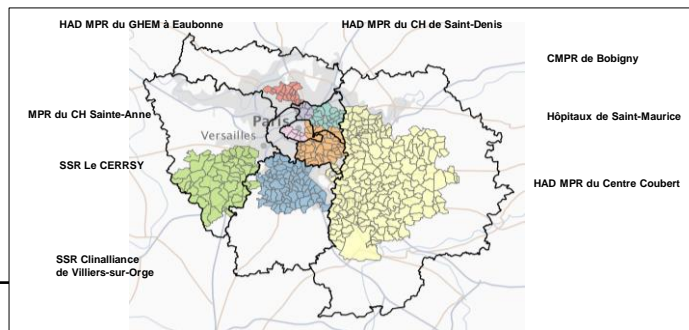 HAD MPR du GHEM à Eaubonne
HAD MPR du CH de Saint-Denis
CMPR de Bobigny
MPR du CH Sainte-Anne
Hôpitaux de Saint-Maurice
Paris
Versailles
SSR Le CERRSY
HAD MPR du Centre Coubert
SSR Clinalliance
de Villiers-sur-Orge